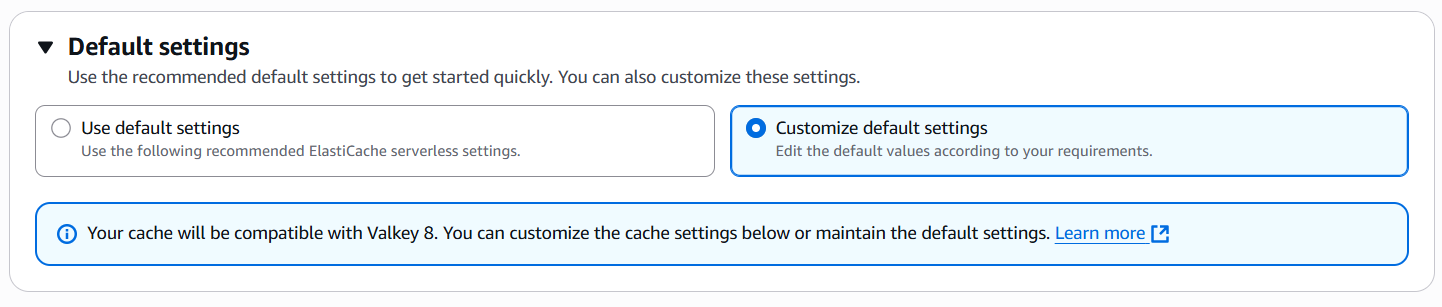 Default settings
Use the recommended default settings to get started quickly. You can also customize these settings.
Use default settings
Use the following recommended ElastiCache serverless settings.
Customize default settings
Edit the default values according to your requirements.
Your cache will be compatible with Valkey 8. You can customize the cache settings below or maintain the default settings. Learn more